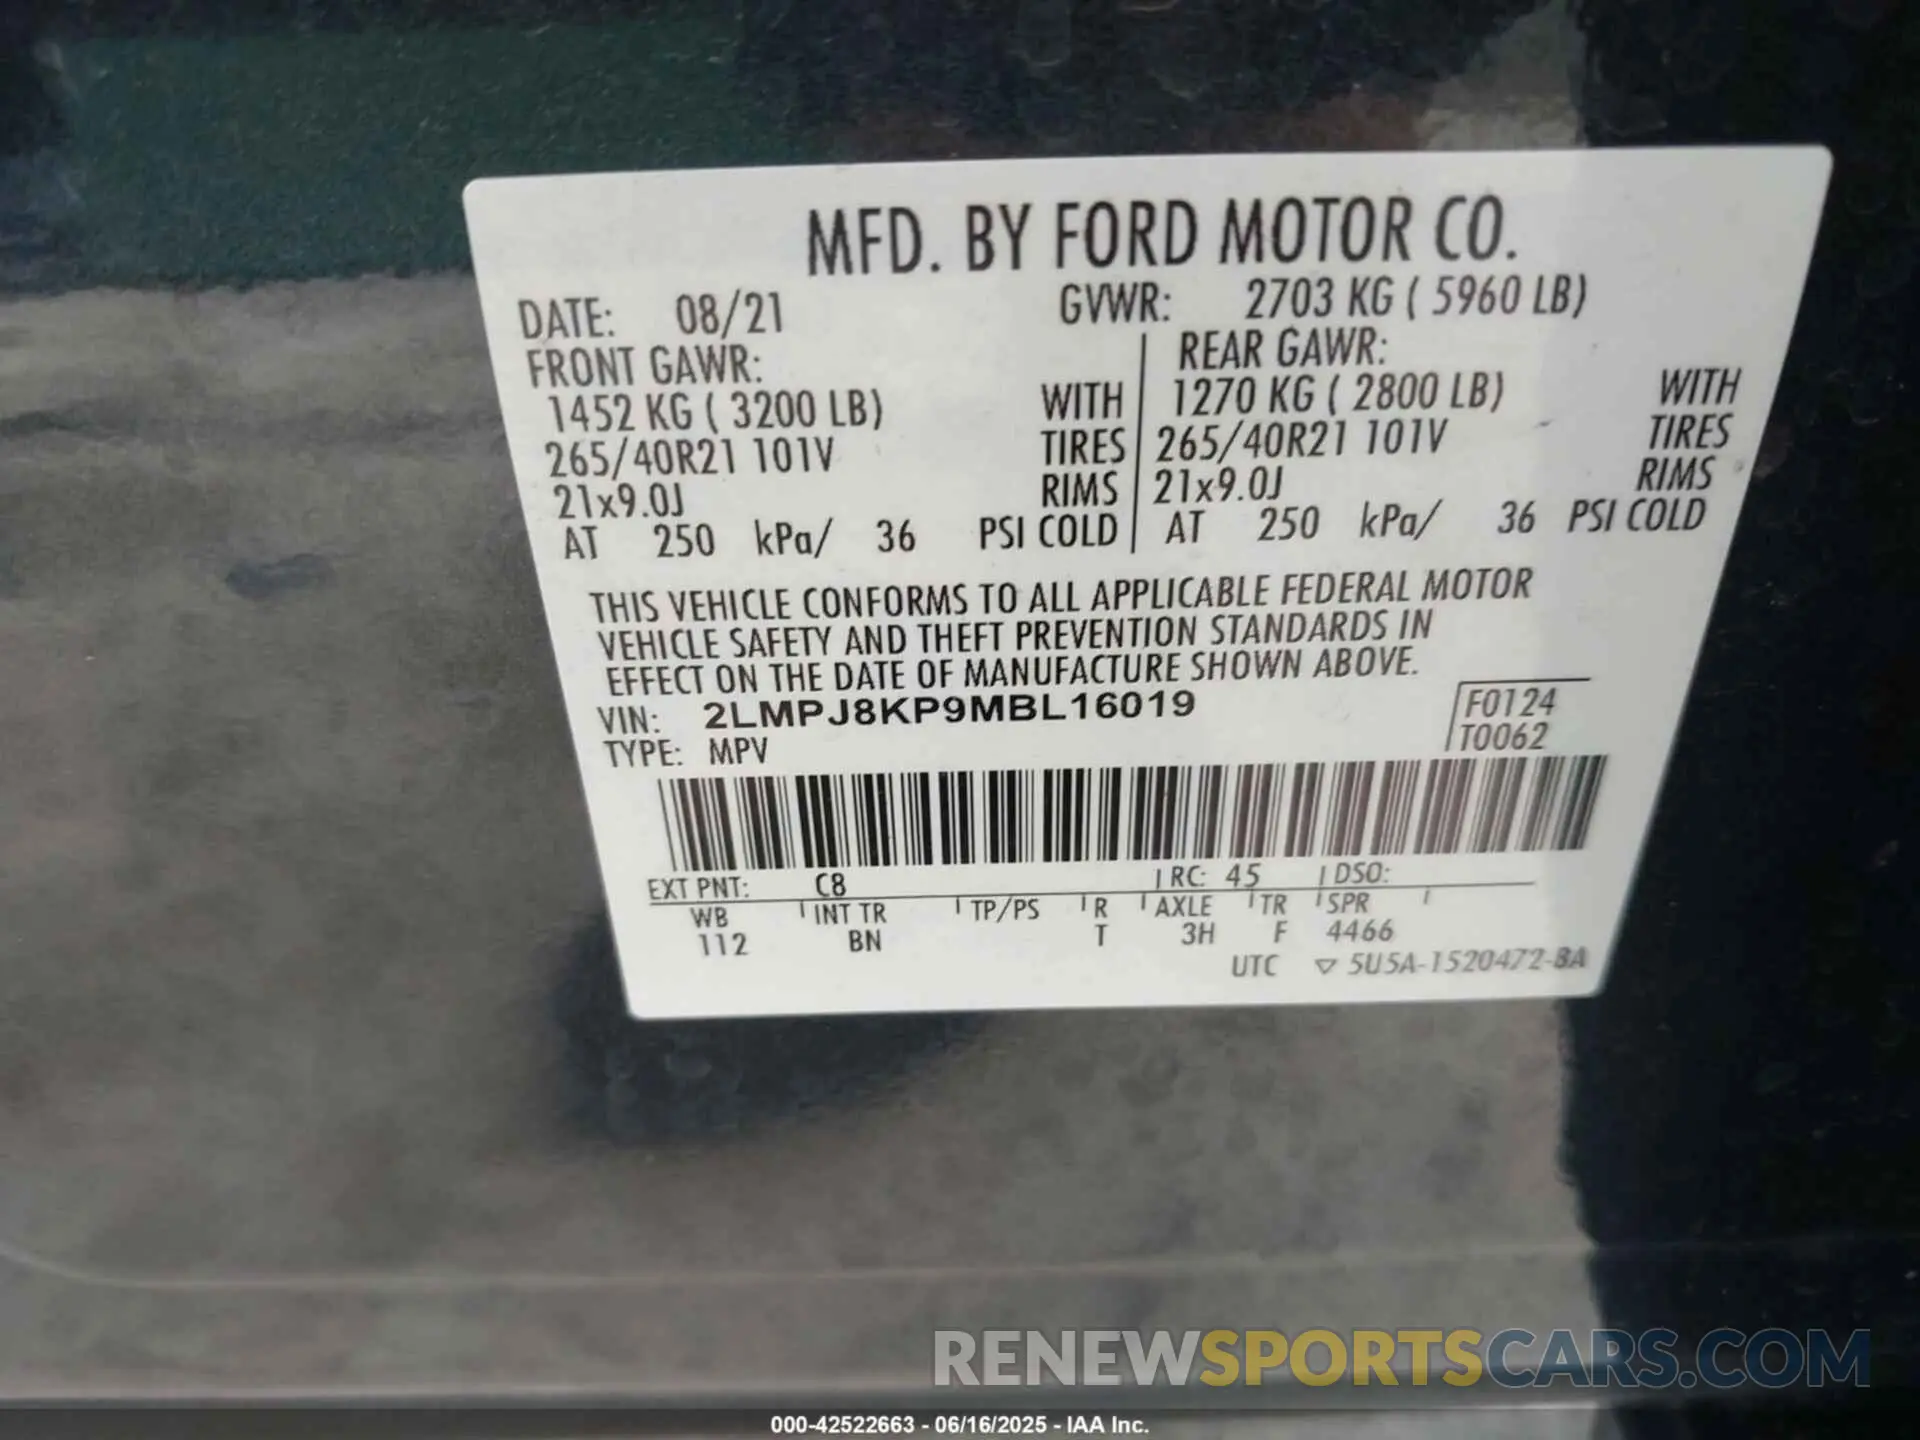 MFD. BY FORD MOTOR CO.
DATE: 08/21 GVWR: 2703 KG ( 5960 LB)
FRONT GAWR: REAR GAWR:
1452 KG ( 3200 LB) WITH 1270 KG ( 2800 LB) WITH
265/40R21 101V TIRES 265/40R21 101V TIRES
21x9.0J RIMS 21x9.0J RIMS
AT 250 kPa/ 36 PSI COLD AT 250 kPa/ 36 PSI COLD
THIS VEHICLE CONFORMS TO ALL APPLICABLE FEDERAL MOTOR
VEHICLE SAFETY AND THEFT PREVENTION STANDARDS IN
EFFECT ON THE DATE OF MANUFACTURE SHOWN ABOVE.
VIN: 2LMPJ8KP9MBL16019 F0124
TYPE: MPV T0062
EXT PNT: C8 RC: 45 DSO:
WB INT TR TP/PS R AXLE TR SPR
112 BN T 3H F 4466
UTC ▽ 5U5A-1520472-BA
RENEWSPORTSCARS.COM
000-42522663 - 06/16/2025 - IAA Inc.